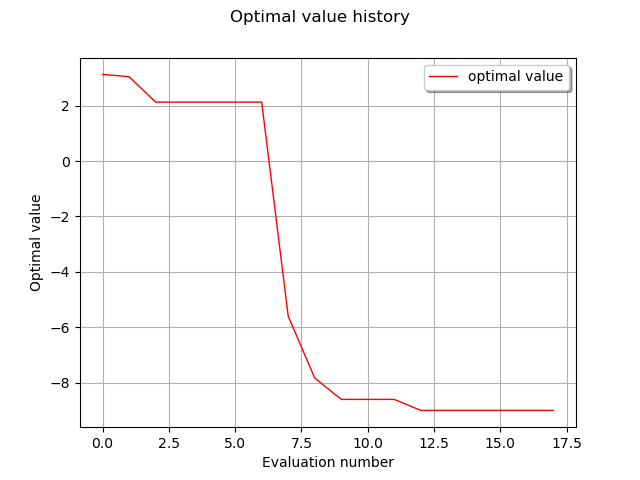 Optimal value history
optimal value
Optimal value
2
0
−2
−4
−6
−8
0.0 2.5 5.0 7.5 10.0 12.5 15.0 17.5
Evaluation number